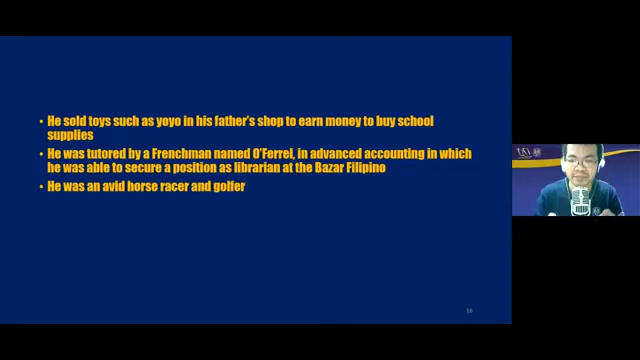 • He sold toys such as yoyo in his father's shop to earn money to buy school
supplies
• He was tutored by a Frenchman named O'Ferrel, in advanced accounting in which
he was able to secure a position as librarian at the Bazar Filipino
• He was an avid horse racer and golfer